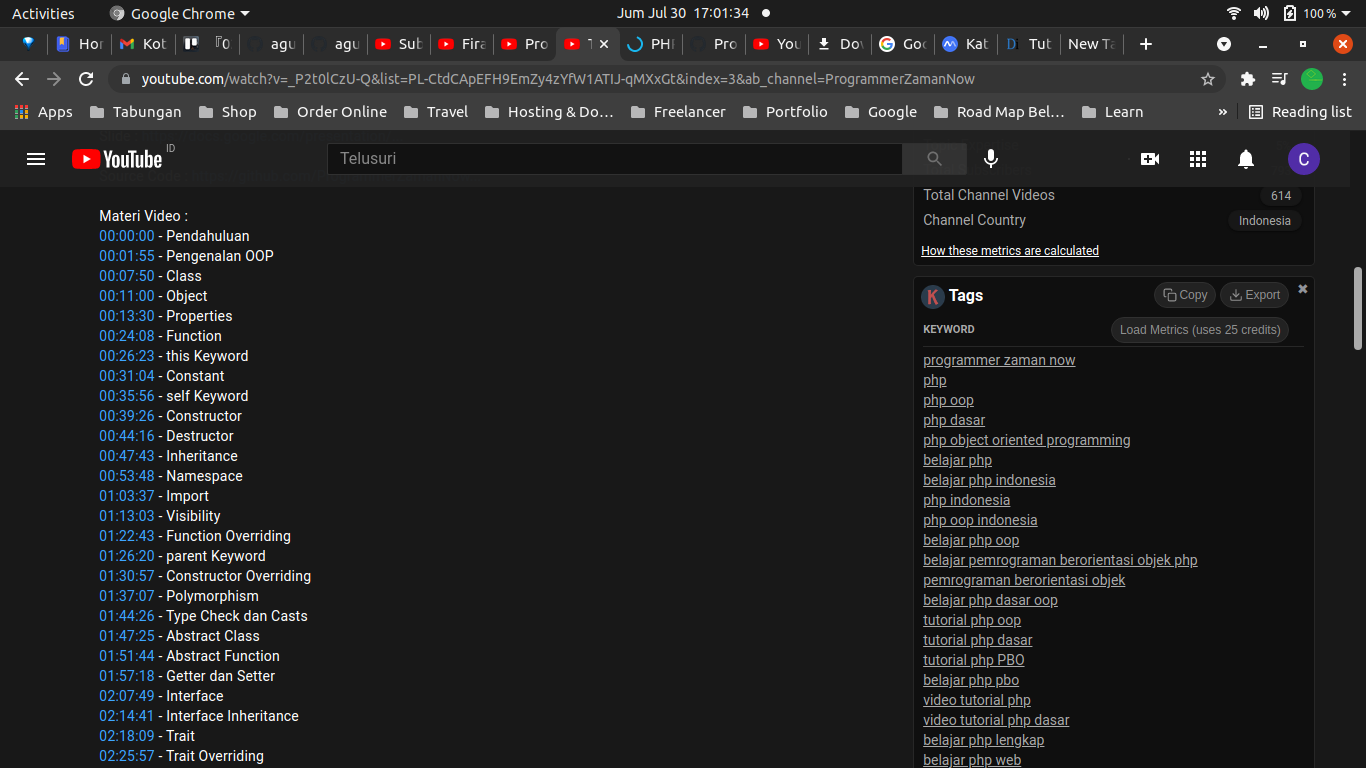 Activities
Google Chrome
Jum Jul 30 17:01:34
100 %
Hor
Kot
agu
agu
Sub
Fira
Pro
T
PHP
Pro
You
Dov
Goo
Kat
Tut
New Ta
youtube.com/watch?v=_P2t0lCzU-Q&list=PL-CtdCApEFH9EmZy4zYfW1ATIJ-qMXxGt&index=3&ab_channel=ProgrammerZamanNow
Apps
Tabungan
Shop
Order Online
Travel
Hosting & Do...
Freelancer
Portfolio
Google
Road Map Bel...
Learn
»
Reading list
YouTube ID
Telusuri
C
Materi Video :
00:00:00 - Pendahuluan
00:01:55 - Pengenalan OOP
00:07:50 - Class
00:11:00 - Object
00:13:30 - Properties
00:24:08 - Function
00:26:23 - this Keyword
00:31:04 - Constant
00:35:56 - self Keyword
00:39:26 - Constructor
00:44:16 - Destructor
00:47:43 - Inheritance
00:53:48 - Namespace
01:03:37 - Import
01:13:03 - Visibility
01:22:43 - Function Overriding
01:26:20 - parent Keyword
01:30:57 - Constructor Overriding
01:37:07 - Polymorphism
01:44:26 - Type Check dan Casts
01:47:25 - Abstract Class
01:51:44 - Abstract Function
01:57:18 - Getter dan Setter
02:07:49 - Interface
02:14:41 - Interface Inheritance
02:18:09 - Trait
02:25:57 - Trait Overriding
Total Channel Videos 614
Channel Country Indonesia
How these metrics are calculated
K Tags
Copy
Export
KEYWORD
Load Metrics (uses 25 credits)
programmer zaman now
php
php oop
php dasar
php object oriented programming
belajar php
belajar php indonesia
php indonesia
php oop indonesia
belajar php oop
belajar pemrograman berorientasi objek php
pemrograman berorientasi objek
belajar php dasar oop
tutorial php oop
tutorial php dasar
tutorial php PBO
belajar php pbo
video tutorial php
video tutorial php dasar
belajar php lengkap
belajar php web